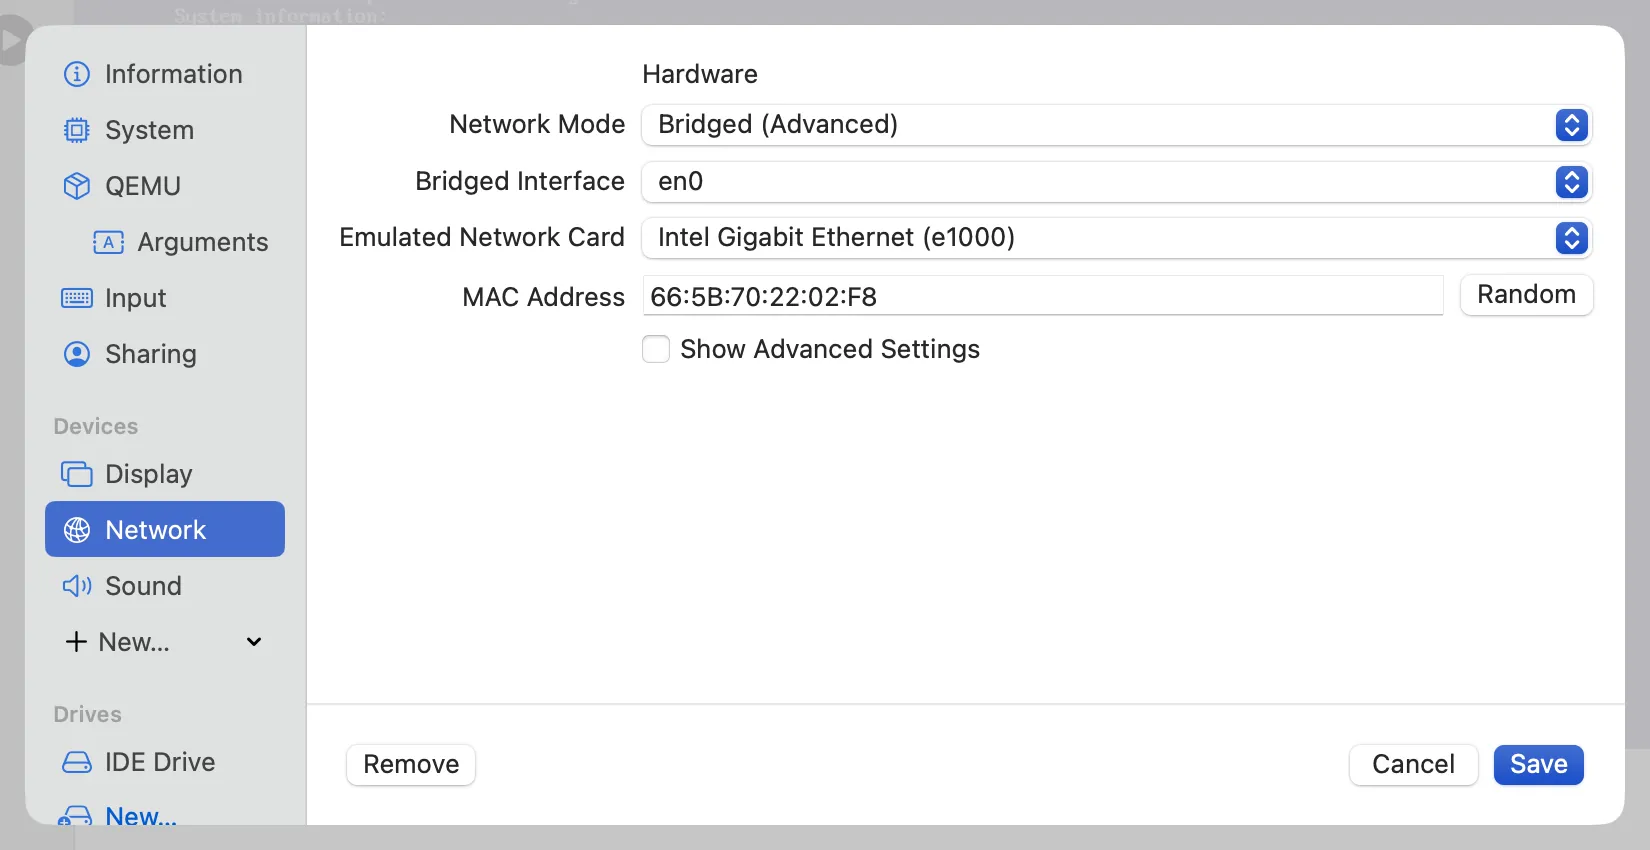 System information:
Information
System
QEMU
Arguments
Input
Sharing
Devices
Display
Network
Sound
New...
Drives
IDE Drive
New...
Hardware
Network Mode Bridged (Advanced)
Bridged Interface en0
Emulated Network Card Intel Gigabit Ethernet (e1000)
MAC Address 66:5B:70:22:02:F8 Random
Show Advanced Settings
Remove Cancel Save